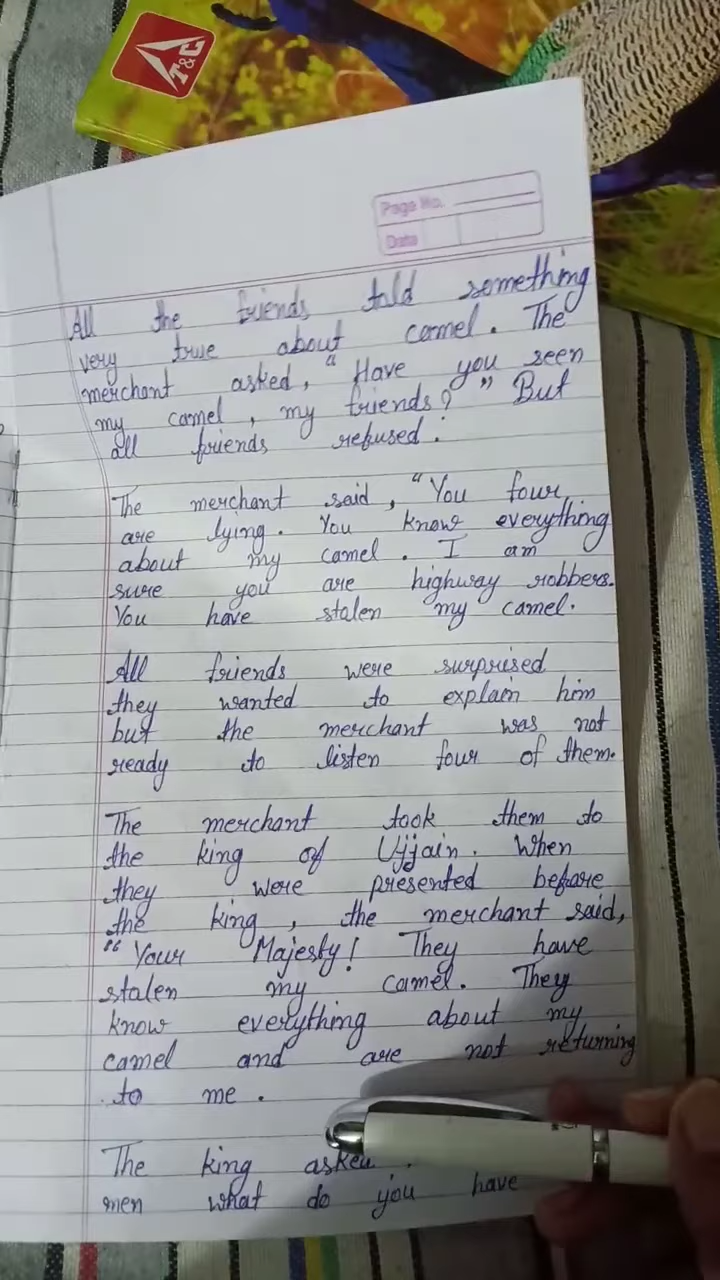 T&C
Page No.
Date
All the friends told something
very true about camel. The
merchant asked, "Have you seen
my camel, my friends?" But
all friends refused.
The merchant said, "You four
are lying. You know everything
about my camel. I am
sure you are highway robbers.
You have stalen my camel.
All friends were surprised
they wanted to explain him
but the merchant was not
ready to listen four of them.
The merchant took them to
the king of Ujjain. When
they were presented before
the king, the merchant said,
"Your Majesty! They have
stalen my camel. They
know everything about my
camel and are not returning
to me.
The king asked
men what do you have